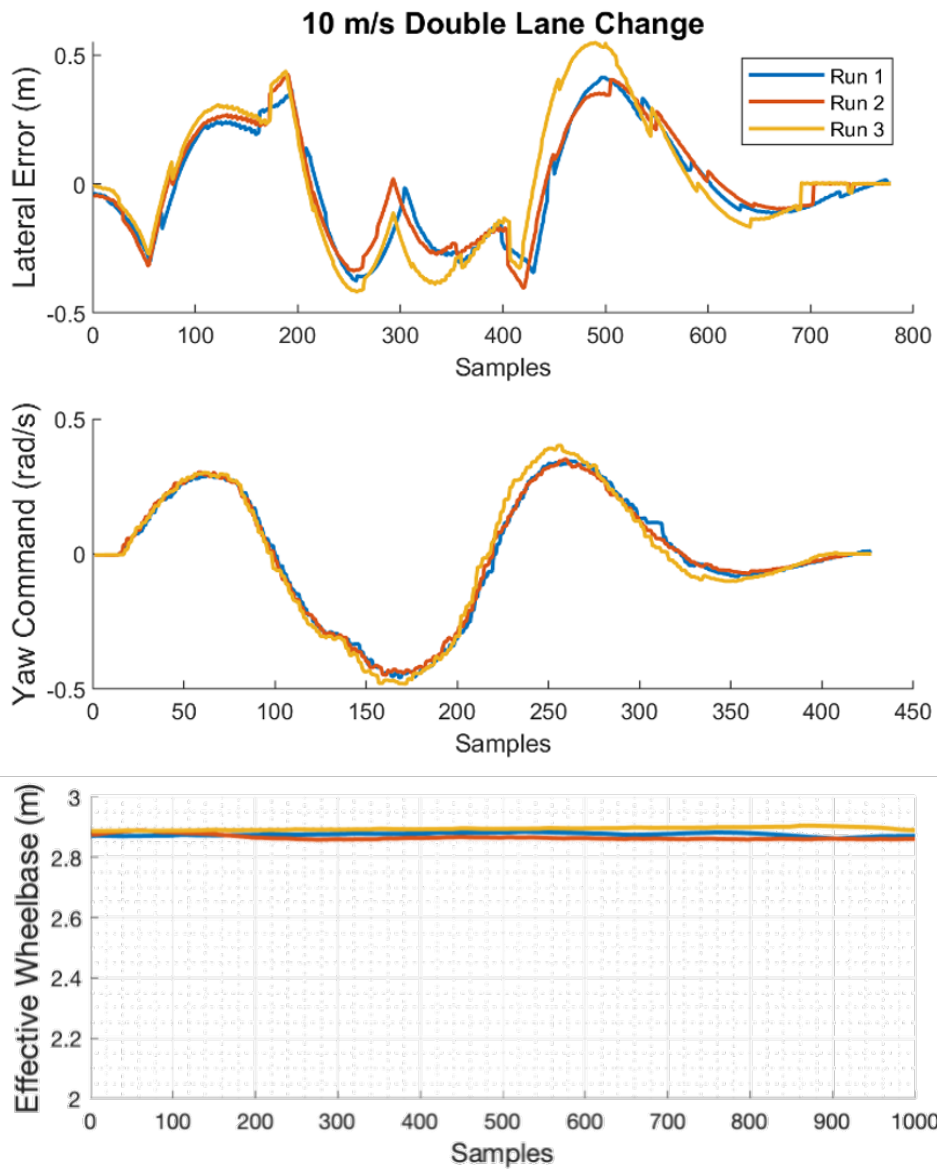 10 m/s Double Lane Change
Lateral Error (m)
0.5
0
-0.5
Run 1
Run 2
Run 3
0 100 200 300 400 500 600 700 800
Samples
Yaw Command (rad/s)
0.5
0
-0.5
0 50 100 150 200 250 300 350 400 450
Samples
Effective Wheelbase (m)
3
2.8
2.6
2.4
2.2
2
0 100 200 300 400 500 600 700 800 900 1000
Samples